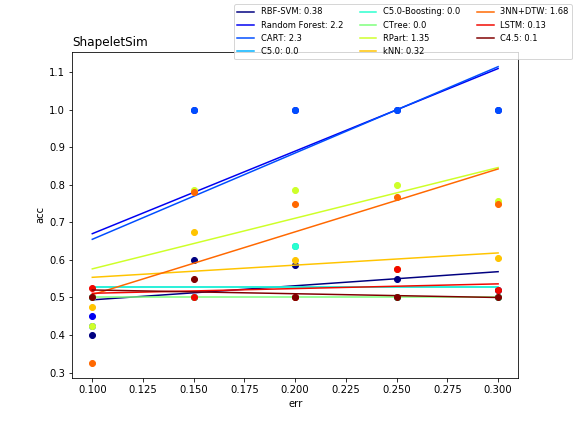 RBF-SVM: 0.38
Random Forest: 2.2
CART: 2.3
C5.0: 0.0
C5.0-Boosting: 0.0
CTree: 0.0
RPart: 1.35
kNN: 0.32
3NN+DTW: 1.68
LSTM: 0.13
C4.5: 0.1
ShapeletSim
1.1
1.0
0.9
0.8
0.7
0.6
0.5
0.4
0.3
acc
0.100 0.125 0.150 0.175 0.200 0.225 0.250 0.275 0.300
err